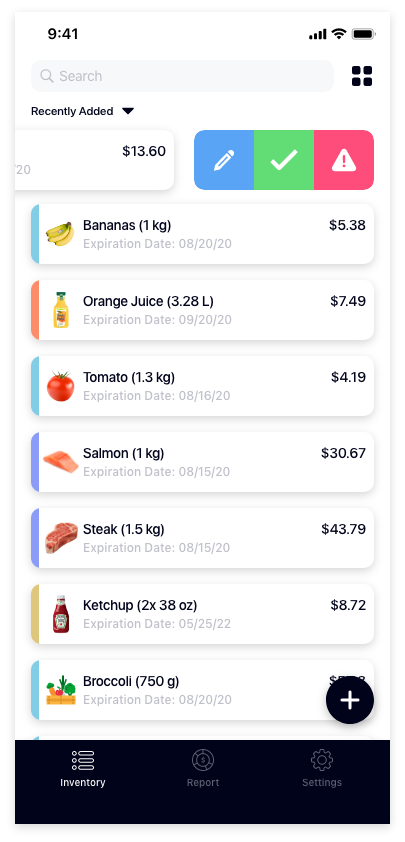 9:41
Search
Recently Added
$13.60
/20
Bananas (1 kg)
$5.38
Expiration Date: 08/20/20
Orange Juice (3.28 L)
$7.49
Expiration Date: 09/20/20
Tomato (1.3 kg)
$4.19
Expiration Date: 08/16/20
Salmon (1 kg)
$30.67
Expiration Date: 08/15/20
Steak (1.5 kg)
$43.79
Expiration Date: 08/15/20
Ketchup (2x 38 oz)
$8.72
Expiration Date: 05/25/22
Broccoli (750 g)
Expiration Date: 08/20/20
Inventory
Report
Settings